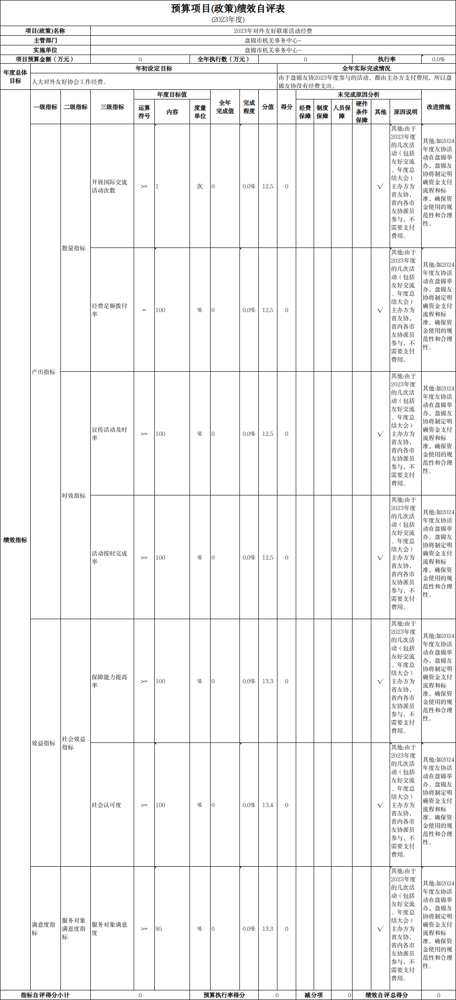 预算项目(政策)绩效自评表
(2023年度)
项目(政策)名称 2023年对外友好联席活动经费
主管部门 盘锦市机关事务中心-
实施单位 盘锦市机关事务中心-
项目预算金额（万元） 0 全年执行数（万元） 0 执行率 0.0%
年度总体目标 年初设定目标 全年实际完成情况
人大对外友好协会工作经费。 由于盘锦友协2023年度参与的活动，都由主办方支付费用，所以盘锦友协没有经费支出。
绩效指标 一级指标 二级指标 三级指标 年度目标值 全年完成值 完成程度 分值 得分 未完成原因分析 改进措施
运算符号 内容 度量单位 经费保障 制度保障 人员保障 硬件条件保障 其他 原因说明
产出指标 数量指标 开展国际交流活动次数 >= 1 次 0 0.0% 12.5 0 √ 其他:由于2023年度的几次活动（包括友好交流、年度总结大会）主办方为省友协，省内各市友协派员参与，不需要支付费用。 其他:如2024年度友协活动在盘锦举办，盘锦友协将制定明确资金支付流程和标准，确保资金使用的规范性和合理性。
经费足额拨付率 = 100 % 0 0.0% 12.5 0 √ 其他:由于2023年度的几次活动（包括友好交流、年度总结大会）主办方为省友协，省内各市友协派员参与，不需要支付费用。 其他:如2024年度友协活动在盘锦举办，盘锦友协将制定明确资金支付流程和标准，确保资金使用的规范性和合理性。
时效指标 宣传活动及时率 >= 100 % 0 0.0% 12.5 0 √ 其他:由于2023年度的几次活动（包括友好交流、年度总结大会）主办方为省友协，省内各市友协派员参与，不需要支付费用。 其他:如2024年度友协活动在盘锦举办，盘锦友协将制定明确资金支付流程和标准，确保资金使用的规范性和合理性。
活动按时完成率 >= 100 % 0 0.0% 12.5 0 √ 其他:由于2023年度的几次活动（包括友好交流、年度总结大会）主办方为省友协，省内各市友协派员参与，不需要支付费用。 其他:如2024年度友协活动在盘锦举办，盘锦友协将制定明确资金支付流程和标准，确保资金使用的规范性和合理性。
效益指标 社会效益指标 保障能力提高率 >= 100 % 0 0.0% 13.3 0 √ 其他:由于2023年度的几次活动（包括友好交流、年度总结大会）主办方为省友协，省内各市友协派员参与，不需要支付费用。 其他:如2024年度友协活动在盘锦举办，盘锦友协将制定明确资金支付流程和标准，确保资金使用的规范性和合理性。
社会认可度 >= 100 % 0 0.0% 13.4 0 √ 其他:由于2023年度的几次活动（包括友好交流、年度总结大会）主办方为省友协，省内各市友协派员参与，不需要支付费用。 其他:如2024年度友协活动在盘锦举办，盘锦友协将制定明确资金支付流程和标准，确保资金使用的规范性和合理性。
满意度指标 服务对象满意度指标 服务对象满意度 >= 95 % 0 0.0% 13.3 0 √ 其他:由于2023年度的几次活动（包括友好交流、年度总结大会）主办方为省友协，省内各市友协派员参与，不需要支付费用。 其他:如2024年度友协活动在盘锦举办，盘锦友协将制定明确资金支付流程和标准，确保资金使用的规范性和合理性。
指标自评得分小计 0 预算执行率得分 0 减分项 0 绩效自评总得分 0